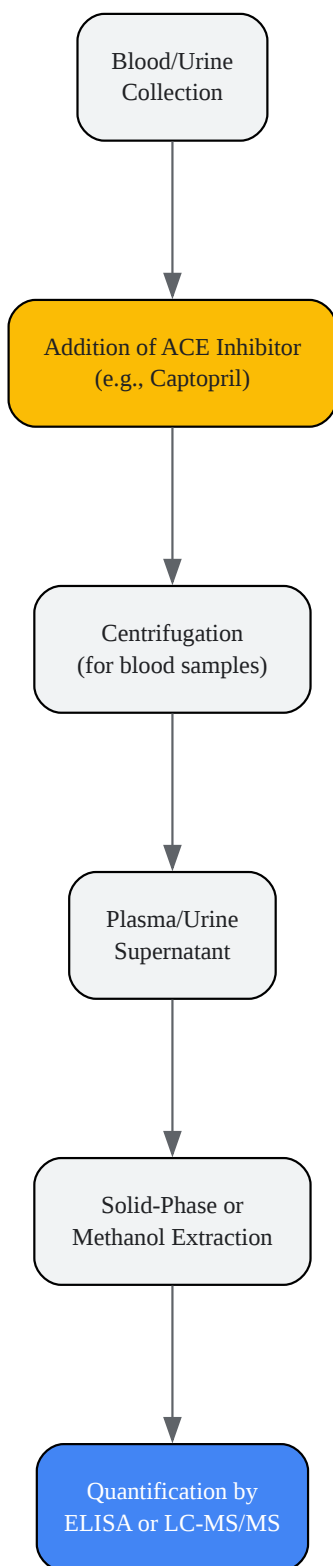 Blood/Urine
Collection
Addition of ACE Inhibitor
(e.g., Captopril)
Centrifugation
(for blood samples)
Plasma/Urine
Supernatant
Solid-Phase or
Methanol Extraction
Quantification by
ELISA or LC-MS/MS